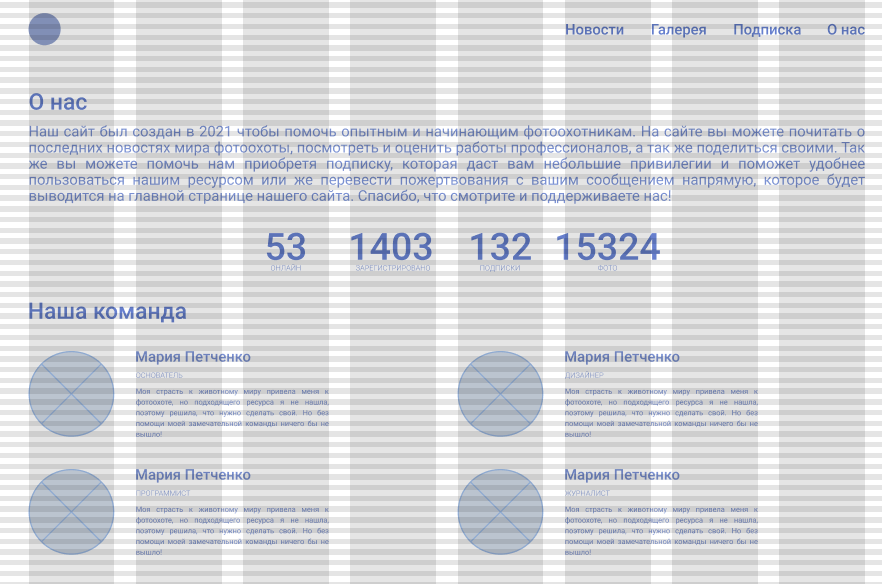 Новости Галерея Подписка О нас
О нас
Наш сайт был создан в 2021 чтобы помочь опытным и начинающим фотоохотникам. На сайте вы можете почитать о
последних новостях мира фотоохоты, посмотреть и оценить работы профессионалов, а так же поделиться своими. Так
же вы можете помочь нам приобретя подписку, которая даст вам небольшие привилегии и поможет удобнее
пользоваться нашим ресурсом или же перевести пожертвования с вашим сообщением напрямую, которое будет
выводится на главной странице нашего сайта. Спасибо, что смотрите и поддерживаете нас!
53 1403 132 15324
ОНЛАЙН ЗАРЕГИСТРИРОВАНО ПОДПИСКИ ФОТО
Наша команда
Мария Петченко
ОСНОВАТЕЛЬ
Моя страсть к животному миру привела меня к
фотоохоте, но подходящего ресурса я не нашла,
поэтому решила, что нужно сделать свой. Но без
помощи моей замечательной команды ничего бы не
вышло!
Мария Петченко
ДИЗАЙНЕР
Моя страсть к животному миру привела меня к
фотоохоте, но подходящего ресурса я не нашла,
поэтому решила, что нужно сделать свой. Но без
помощи моей замечательной команды ничего бы не
вышло!
Мария Петченко
ПРОГРАММИСТ
Моя страсть к животному миру привела меня к
фотоохоте, но подходящего ресурса я не нашла,
поэтому решила, что нужно сделать свой. Но без
помощи моей замечательной команды ничего бы не
вышло!
Мария Петченко
ЖУРНАЛИСТ
Моя страсть к животному миру привела меня к
фотоохоте, но подходящего ресурса я не нашла,
поэтому решила, что нужно сделать свой. Но без
помощи моей замечательной команды ничего бы не
вышло!